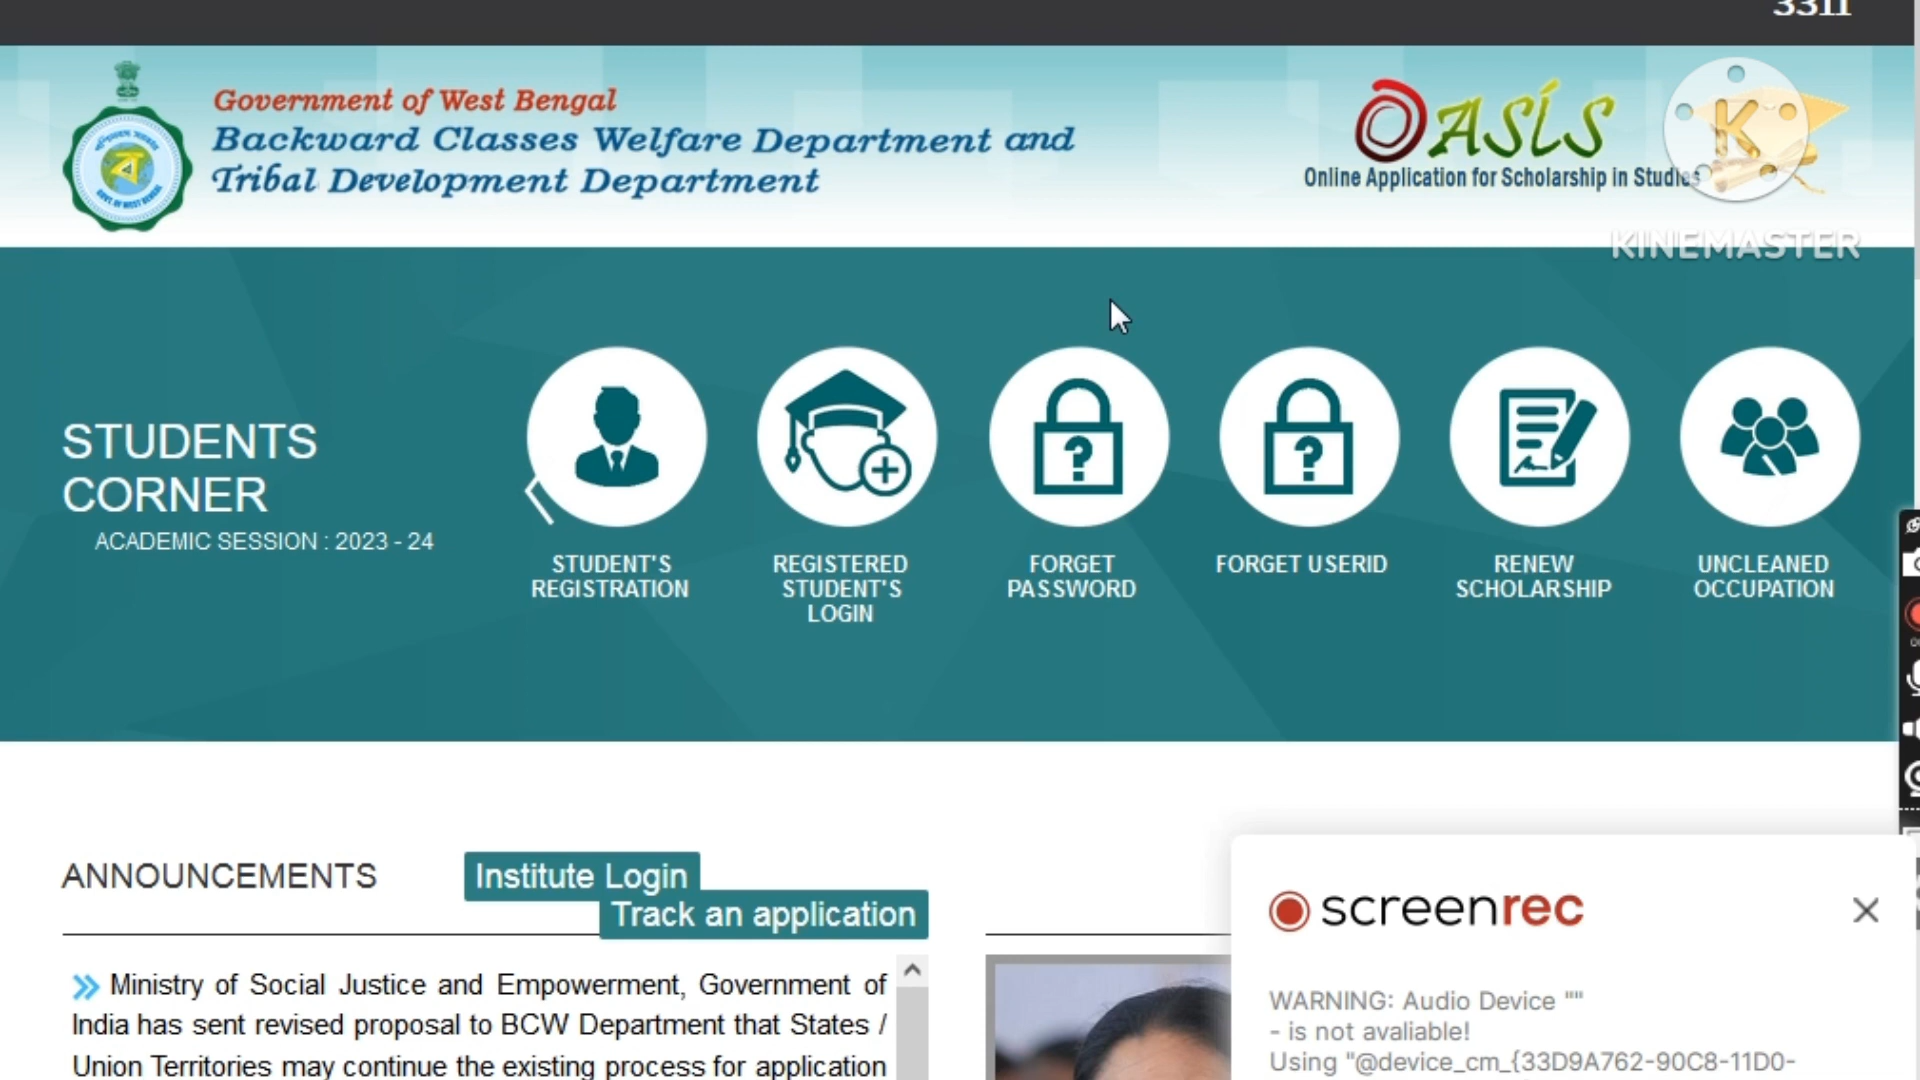 3311
Government of West Bengal
Backward Classes Welfare Department and
Tribal Development Department
OASIS
Online Application for Scholarship in Studies
K
KINEMASTER
STUDENTS
CORNER
ACADEMIC SESSION : 2023 - 24
STUDENT'S
REGISTRATION
REGISTERED
STUDENT'S
LOGIN
FORGET
PASSWORD
FORGET USERID
RENEW
SCHOLARSHIP
UNCLEANED
OCCUPATION
ANNOUNCEMENTS
Institute Login
Track an application
Ministry of Social Justice and Empowerment, Government of
India has sent revised proposal to BCW Department that States /
Union Territories may continue the existing process for application
screenrec
WARNING: Audio Device ""
- is not avaliable!
Using "@device_cm_{33D9A762-90C8-11D0-